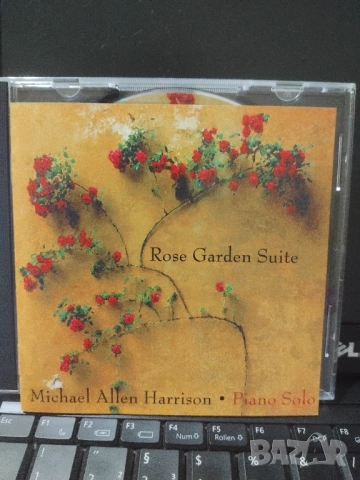 Rose Garden Suite
Michael Allen Harrison • Piano Solo
EL
Esc F1 F2 F3 F4 Num F5 Rollen F6 F7 F8
! § $ % & /
BAZAR